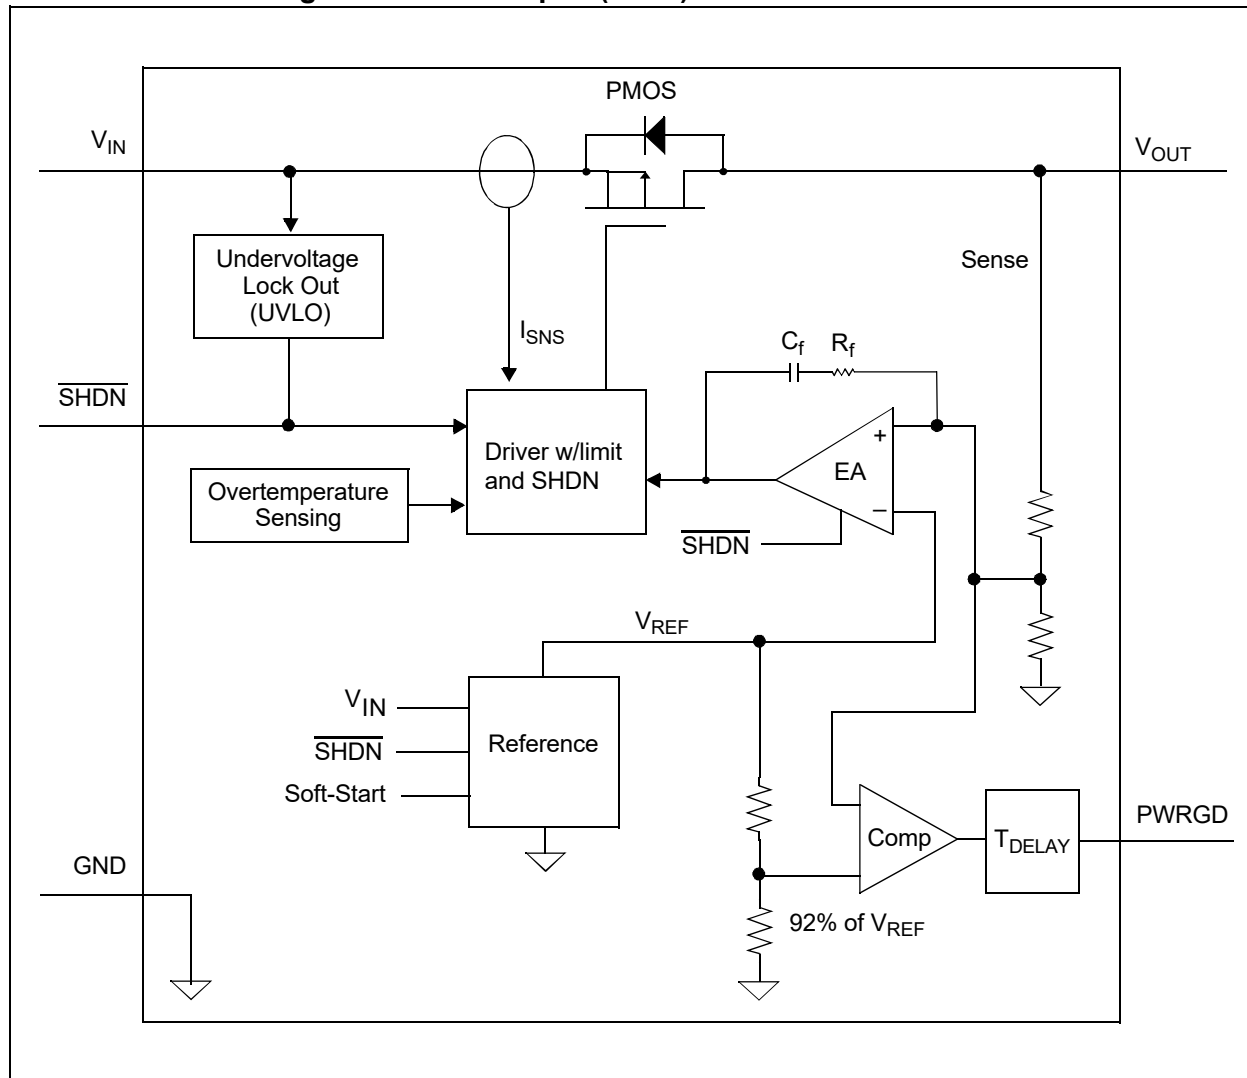 PMOS
V_IN
V_OUT
Undervoltage
Lock Out
(UVLO)
Sense
I_SNS
C_f
R_f
SHDN
Driver w/limit
and SHDN
+
EA
−
Overtemperature
Sensing
SHDN
V_REF
V_IN
SHDN
Soft-Start
Reference
Comp
T_DELAY
PWRGD
GND
92% of V_REF